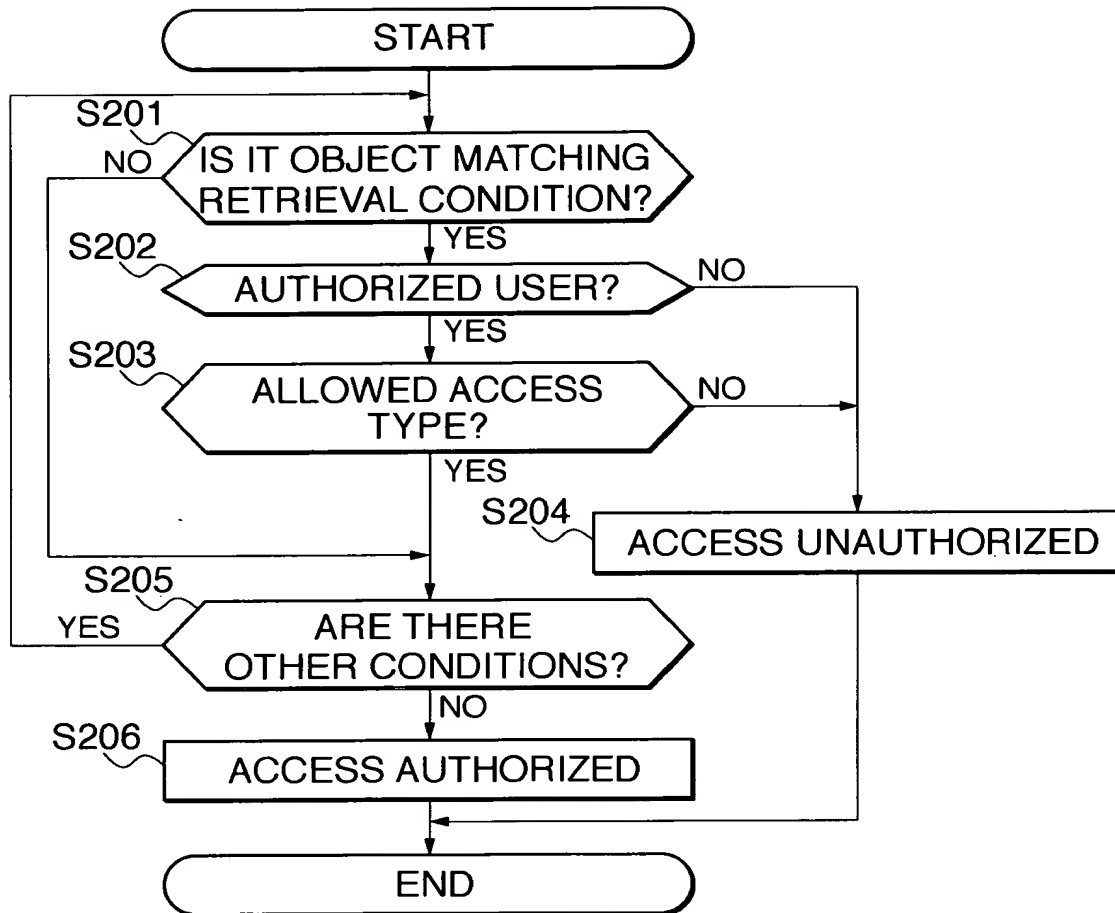 START
S201
NO
IS IT OBJECT MATCHING
RETRIEVAL CONDITION?
YES
S202
AUTHORIZED USER?
NO
YES
S203
ALLOWED ACCESS
TYPE?
NO
YES
S204
ACCESS UNAUTHORIZED
S205
YES
ARE THERE
OTHER CONDITIONS?
NO
S206
ACCESS AUTHORIZED
END